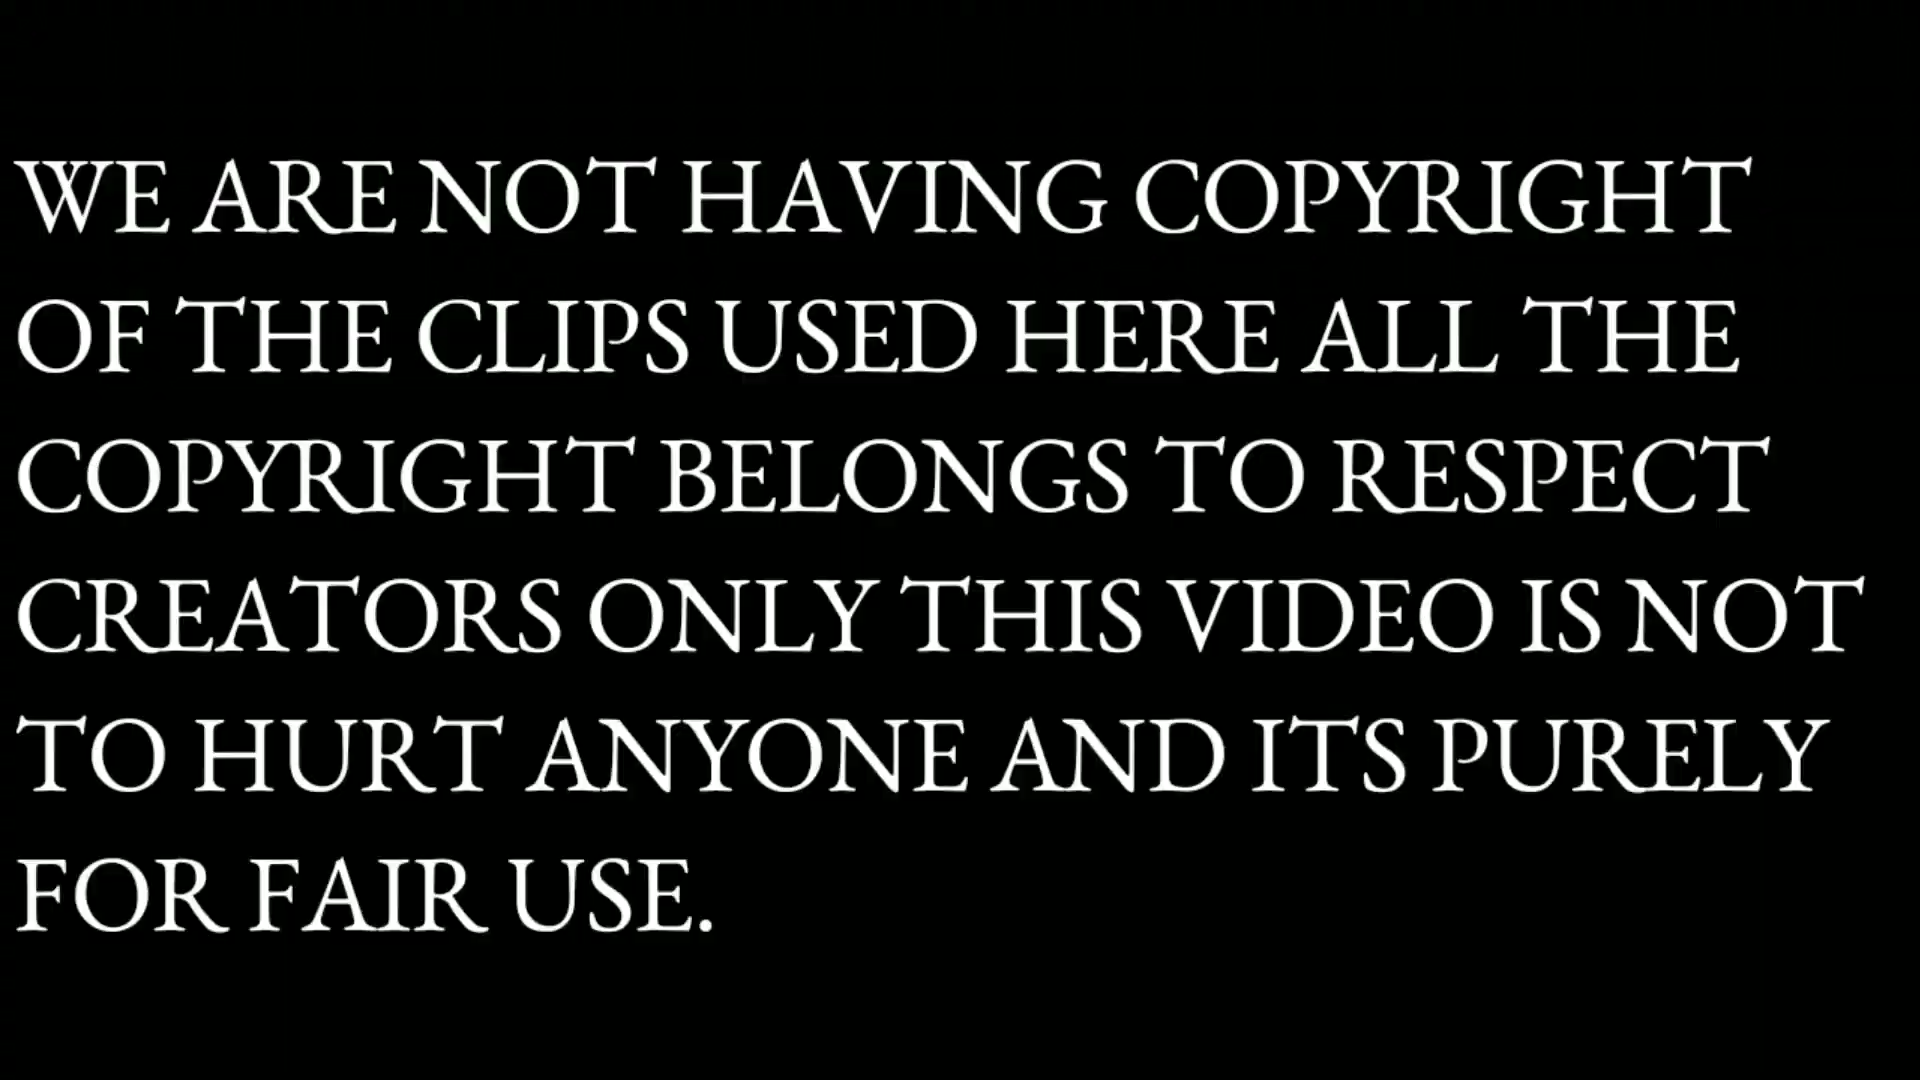 WE ARE NOT HAVING COPYRIGHT
OF THE CLIPS USED HERE ALL THE
COPYRIGHT BELONGS TO RESPECT
CREATORS ONLY THIS VIDEO IS NOT
TO HURT ANYONE AND ITS PURELY
FOR FAIR USE.